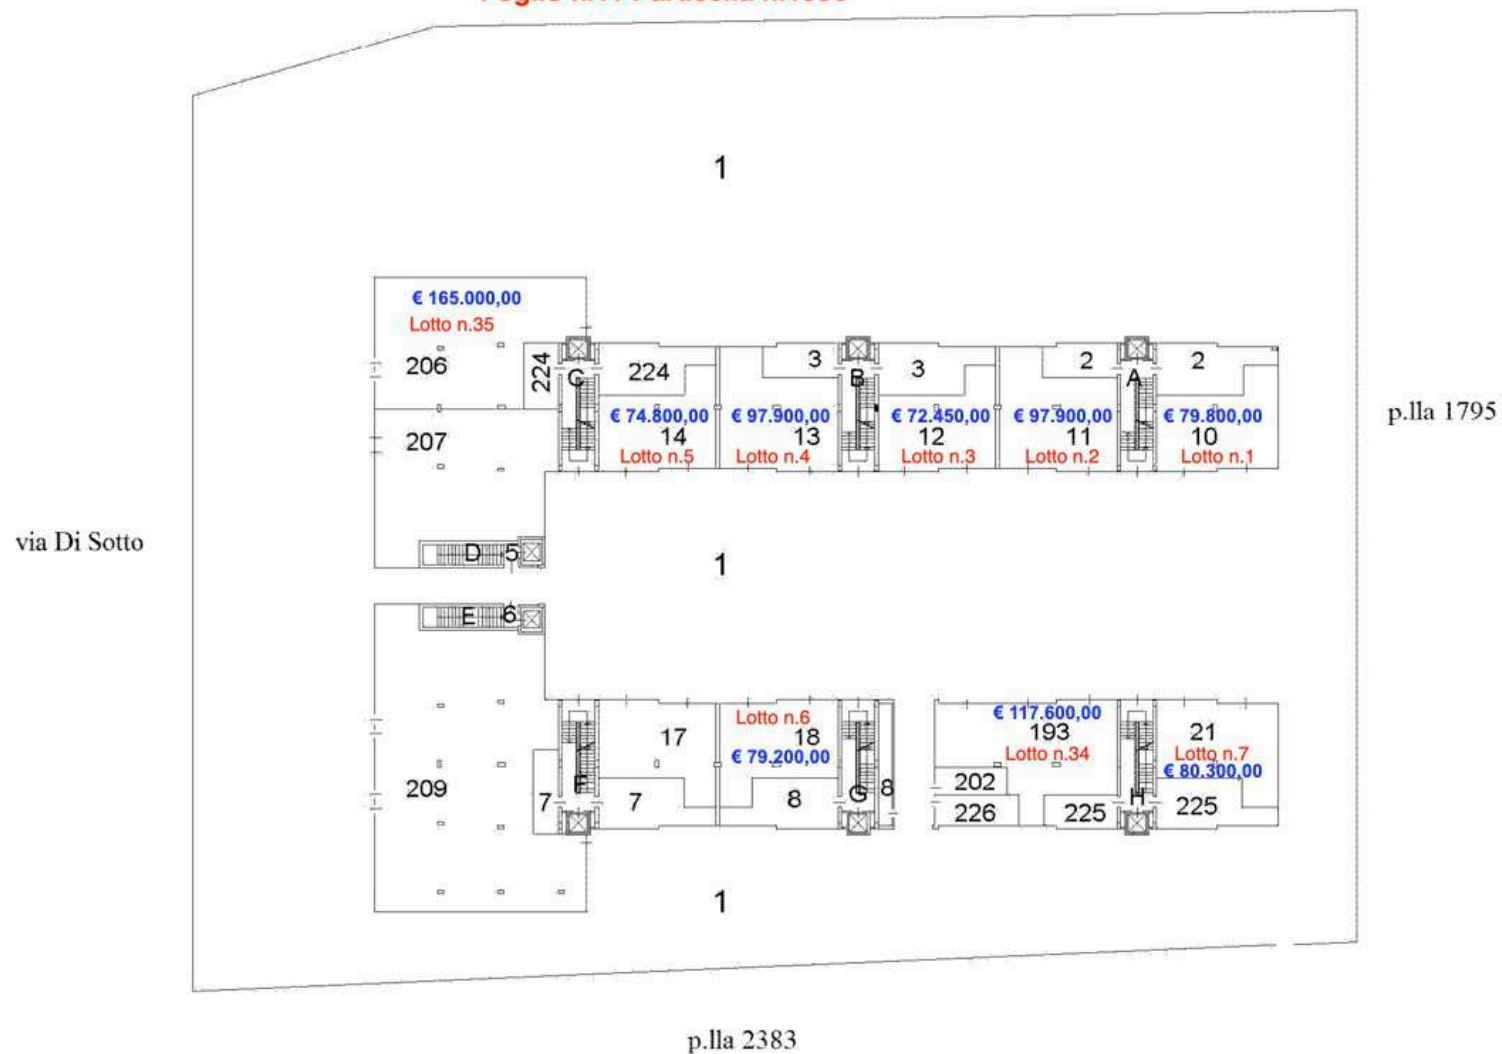 1
€ 165.000,00
Lotto n.35
206
224
C
224
3
B
3
2
A
2
207
€ 74.800,00
14
Lotto n.5
€ 97.900,00
13
Lotto n.4
€ 72.450,00
12
Lotto n.3
€ 97.900,00
11
Lotto n.2
€ 79.800,00
10
Lotto n.1
p.lla 1795
via Di Sotto
D 5
1
E 6
17
Lotto n.6
18
€ 79.200,00
€ 117.600,00
193
Lotto n.34
21
Lotto n.7
€ 80.300,00
209
7
F
7
8
G
8
202
226
225
H
225
1
p.lla 2383